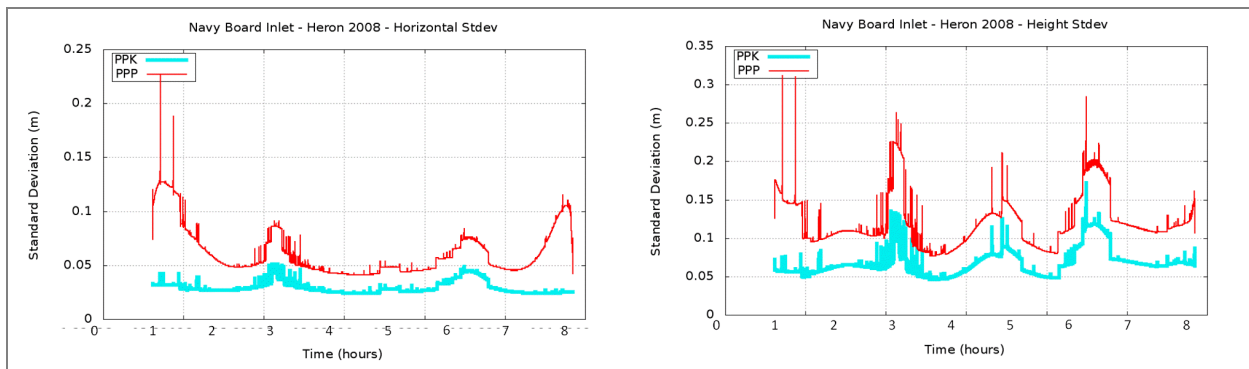 Navy Board Inlet - Heron 2008 - Horizontal Stdev
0.25
0.2
0.15
0.1
0.05
0
Standard Deviation (m)
PPK
PPP
0 1 2 3 4 5 6 7 8
Time (hours)
Navy Board Inlet - Heron 2008 - Height Stdev
0.35
0.3
0.25
0.2
0.15
0.1
0.05
0
Standard Deviation (m)
PPK
PPP
0 1 2 3 4 5 6 7 8
Time (hours)